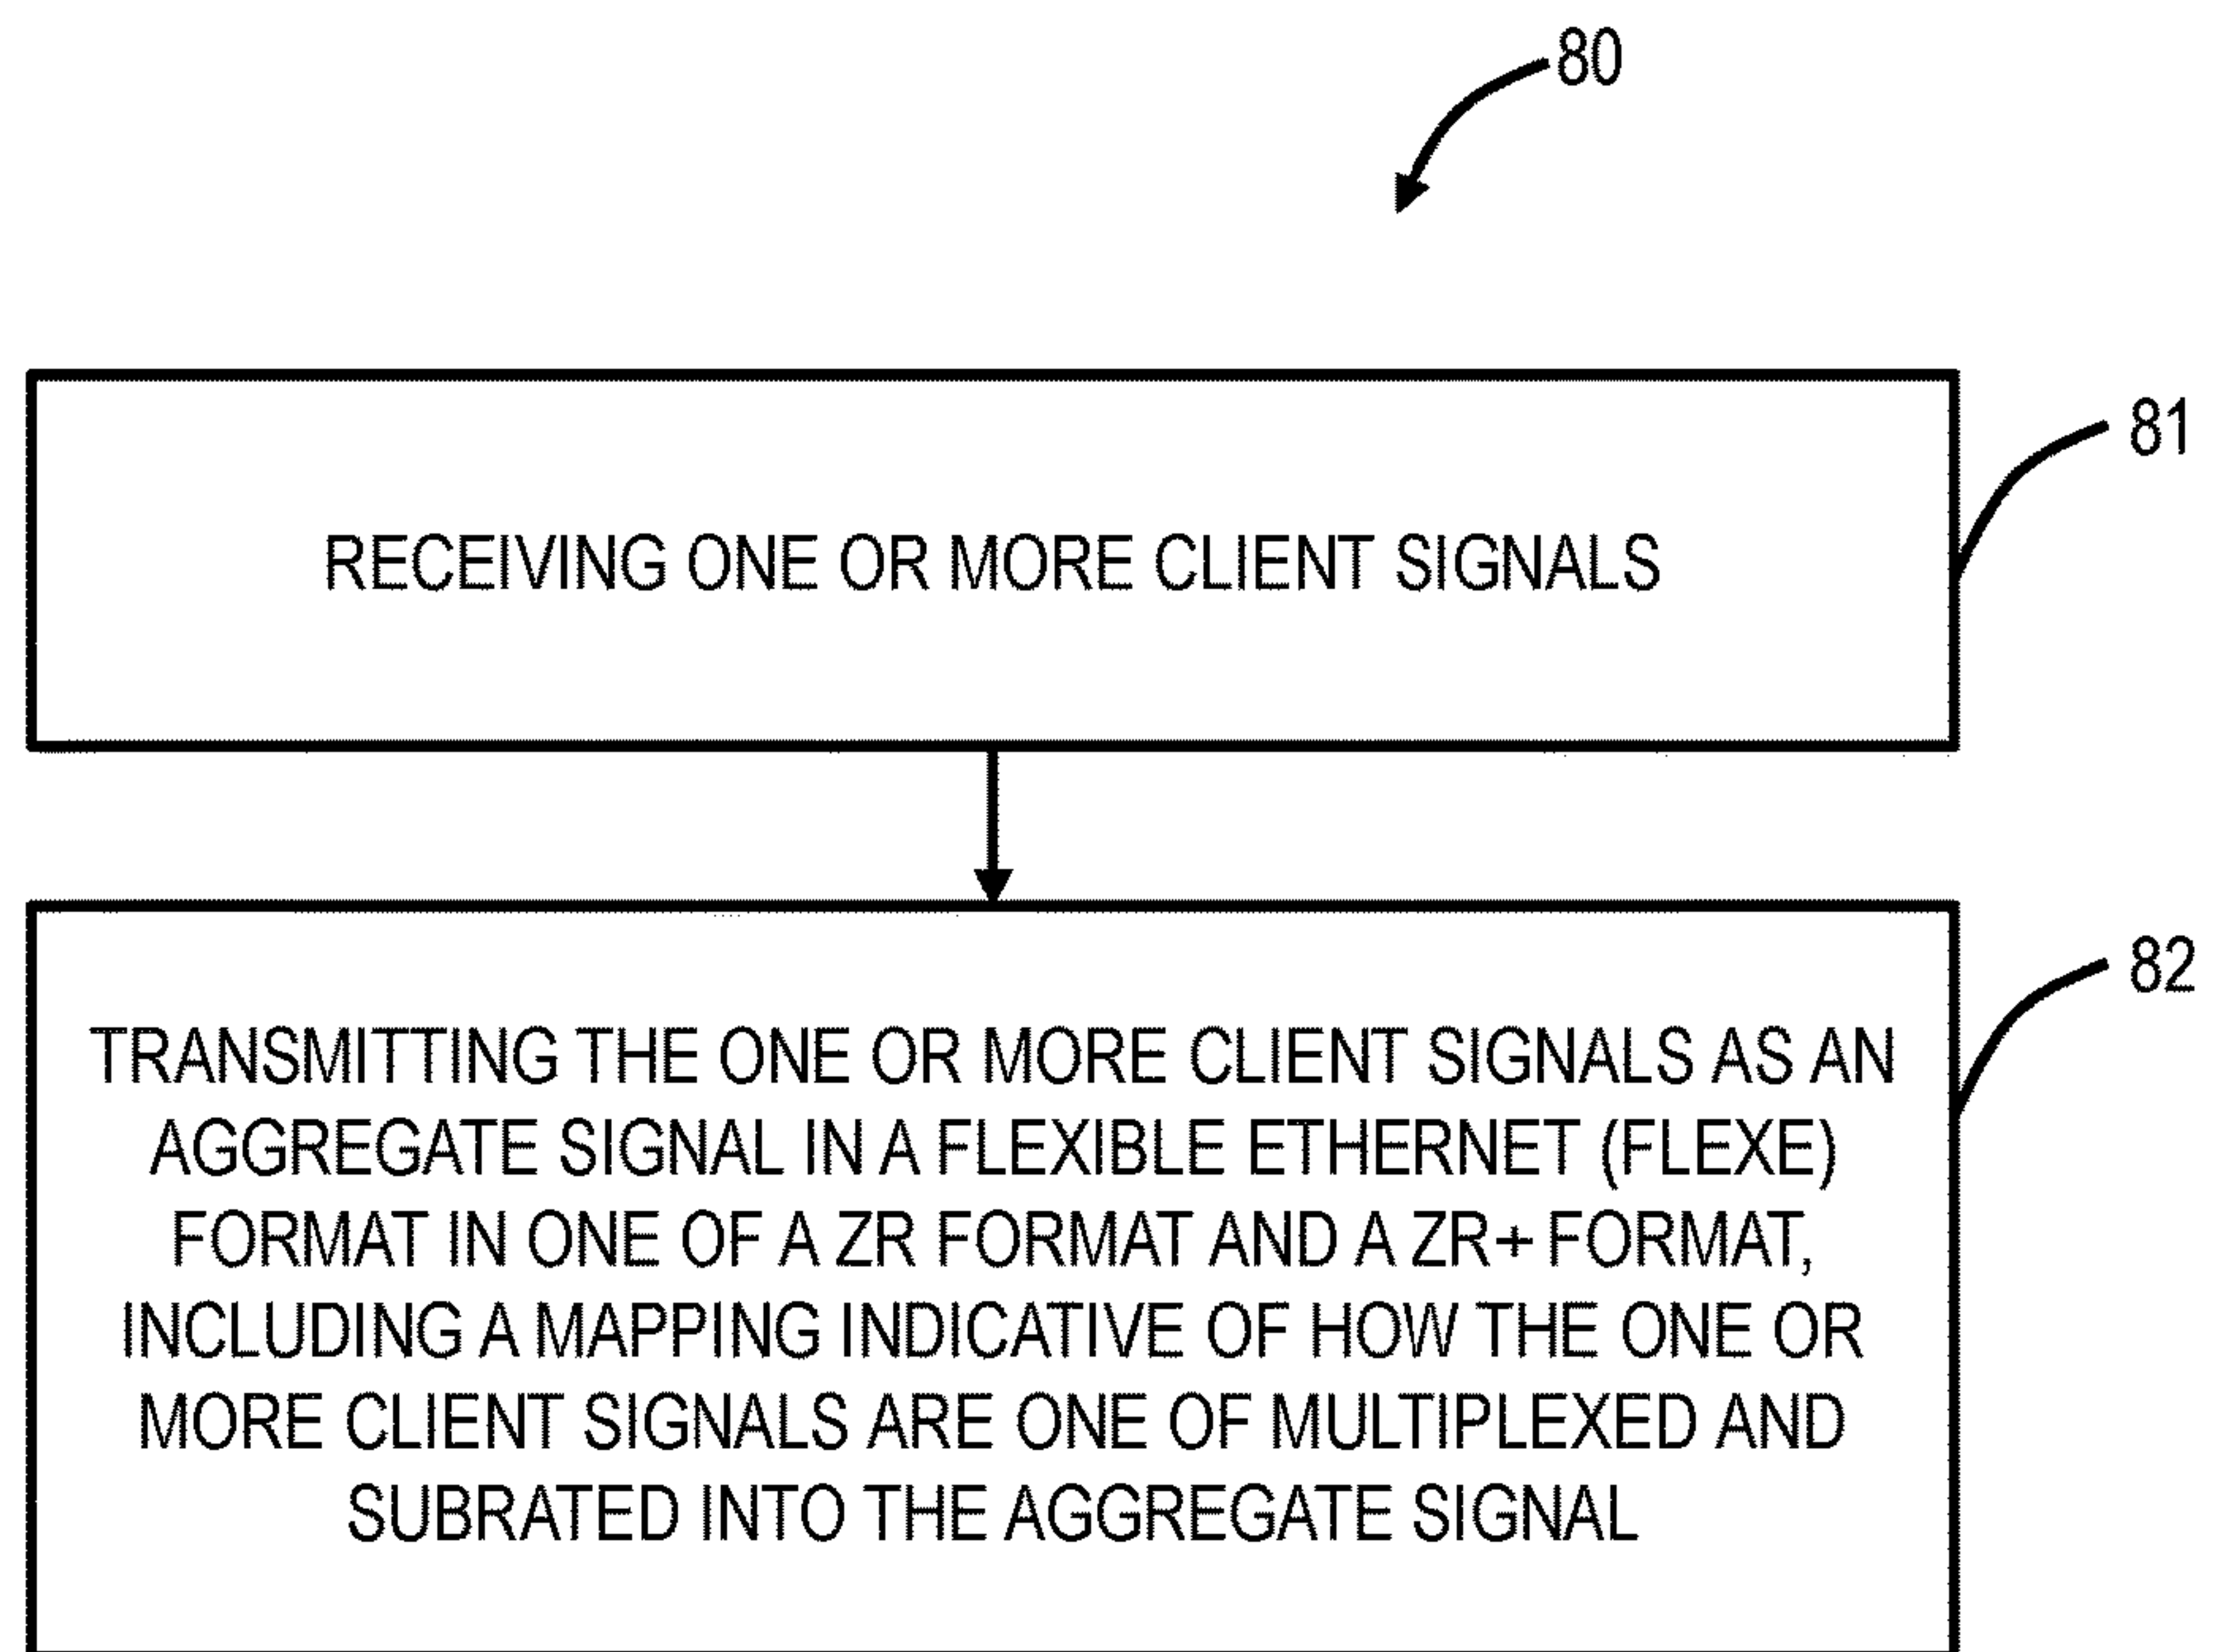 80
81
RECEIVING ONE OR MORE CLIENT SIGNALS
82
TRANSMITTING THE ONE OR MORE CLIENT SIGNALS AS AN
AGGREGATE SIGNAL IN A FLEXIBLE ETHERNET (FLEXE)
FORMAT IN ONE OF A ZR FORMAT AND A ZR+ FORMAT,
INCLUDING A MAPPING INDICATIVE OF HOW THE ONE OR
MORE CLIENT SIGNALS ARE ONE OF MULTIPLEXED AND
SUBRATED INTO THE AGGREGATE SIGNAL